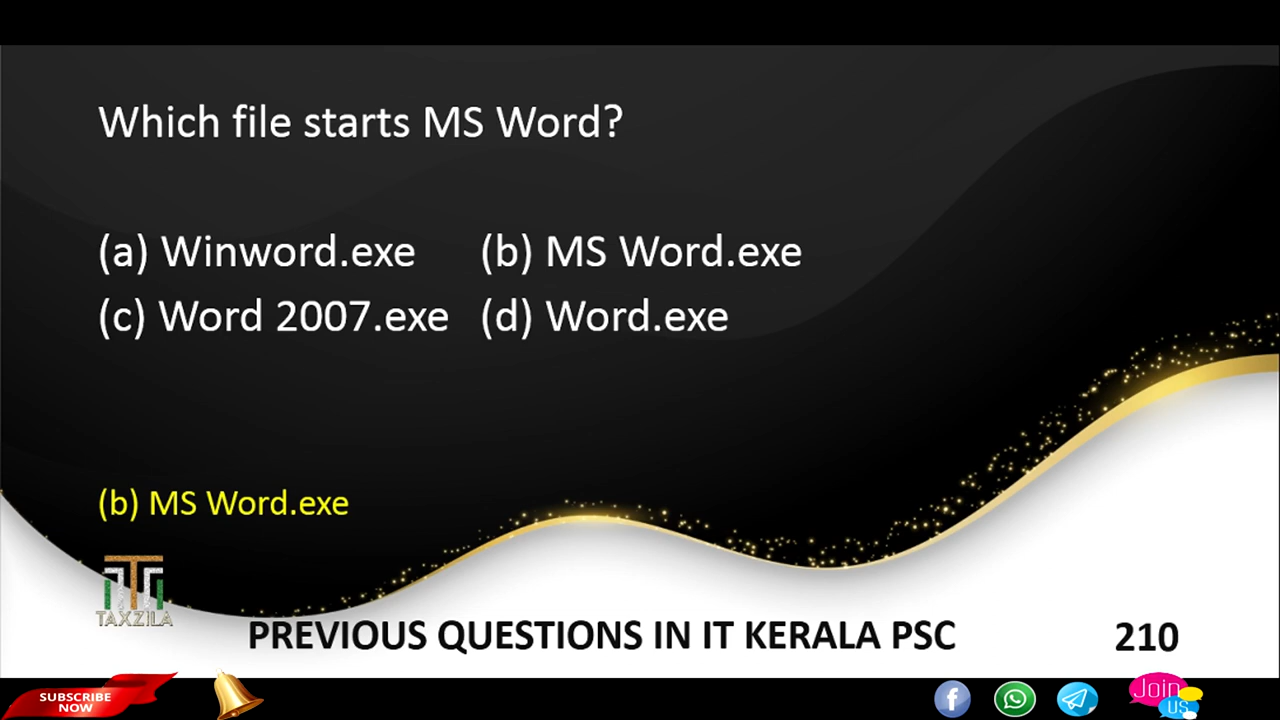 Which file starts MS Word?
(a) Winword.exe (b) MS Word.exe
(c) Word 2007.exe (d) Word.exe
(b) MS Word.exe
TAXZILA
PREVIOUS QUESTIONS IN IT KERALA PSC 210
SUBSCRIBE
NOW
f
Join
us